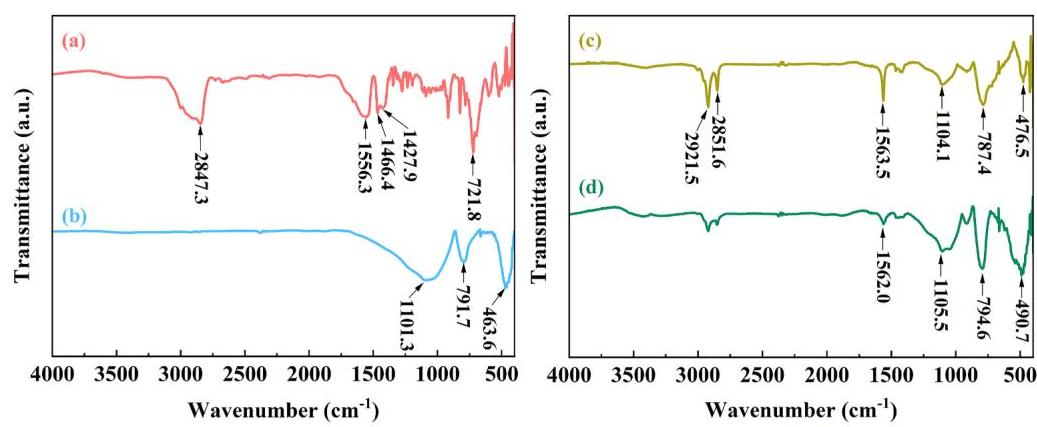 (a)
2847.3
1556.3
1466.4
1427.9
721.8
(b)
1101.3
791.7
463.6
Transmittance (a.u.)
4000 3500 3000 2500 2000 1500 1000 500
Wavenumber (cm-1)
(c)
2921.5
2851.6
1563.5
1104.1
787.4
476.5
(d)
1562.0
1105.5
794.6
490.7
Transmittance (a.u.)
4000 3500 3000 2500 2000 1500 1000 500
Wavenumber (cm-1)